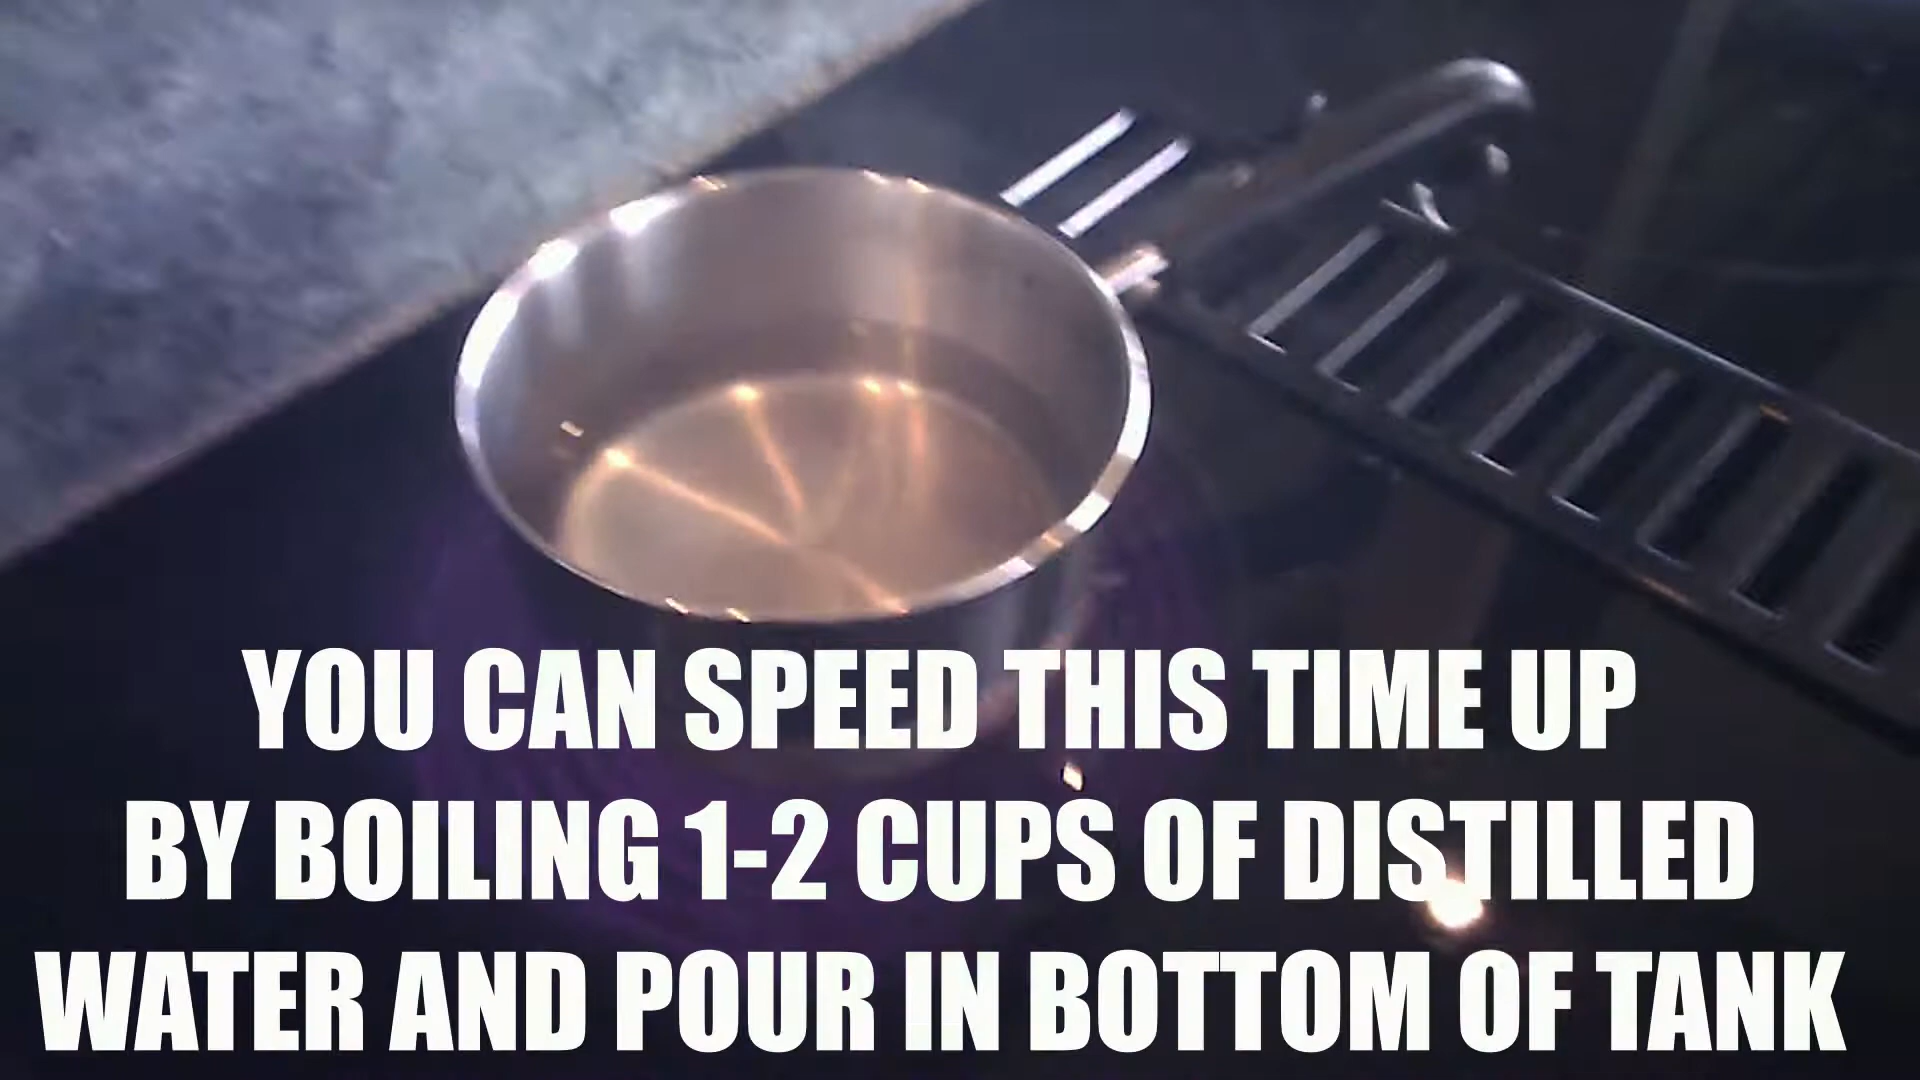 YOU CAN SPEED THIS TIME UP
BY BOILING 1-2 CUPS OF DISTILLED
WATER AND POUR IN BOTTOM OF TANK